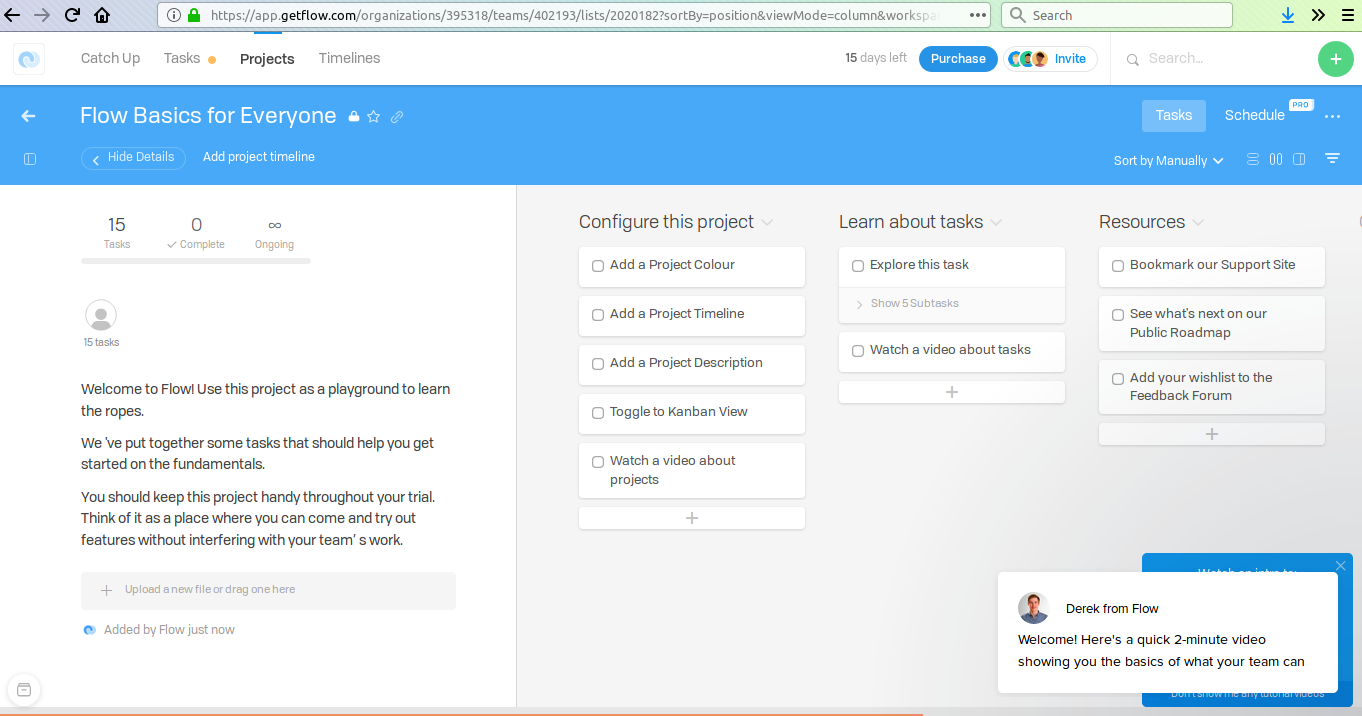 https://app.getflow.com/organizations/395318/teams/402193/lists/2020182?sortBy=position&viewMode=column&workspa
Search
Catch Up
Tasks
Projects
Timelines
15 days left
Purchase
Invite
Search...
Flow Basics for Everyone
Tasks
Schedule
PRO
Hide Details
Add project timeline
Sort by Manually
15
Tasks
0
Complete
∞
Ongoing
15 tasks
Welcome to Flow! Use this project as a playground to learn
the ropes.
We 've put together some tasks that should help you get
started on the fundamentals.
You should keep this project handy throughout your trial.
Think of it as a place where you can come and try out
features without interfering with your team' s work.
Upload a new file or drag one here
Added by Flow just now
Configure this project
Add a Project Colour
Add a Project Timeline
Add a Project Description
Toggle to Kanban View
Watch a video about
projects
Learn about tasks
Explore this task
Show 5 Subtasks
Watch a video about tasks
Resources
Bookmark our Support Site
See what's next on our
Public Roadmap
Add your wishlist to the
Feedback Forum
Derek from Flow
Welcome! Here's a quick 2-minute video
showing you the basics of what your team can
Don't show me any tutorial videos